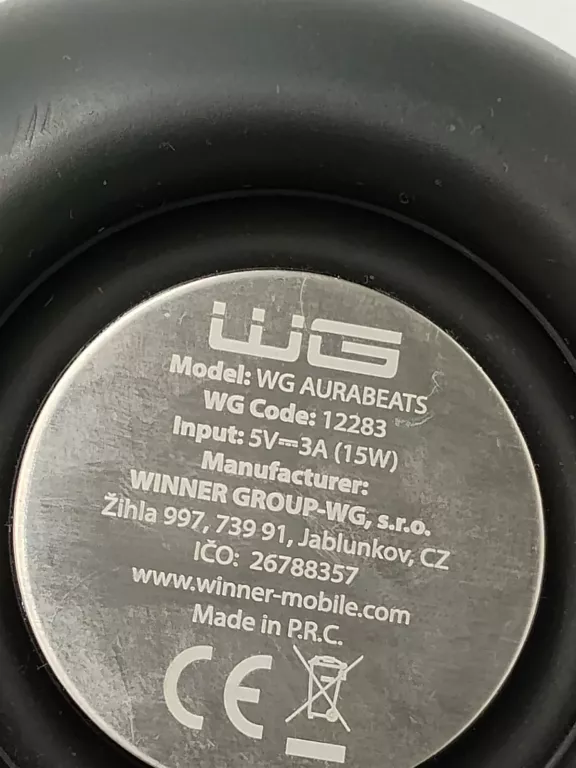 WG
Model: WG AURABEATS
WG Code: 12283
Input: 5V⎓3A (15W)
Manufacturer:
WINNER GROUP-WG, s.r.o.
Žihla 997, 739 91, Jablunkov, CZ
IČO: 26788357
www.winner-mobile.com
Made in P.R.C.
CE